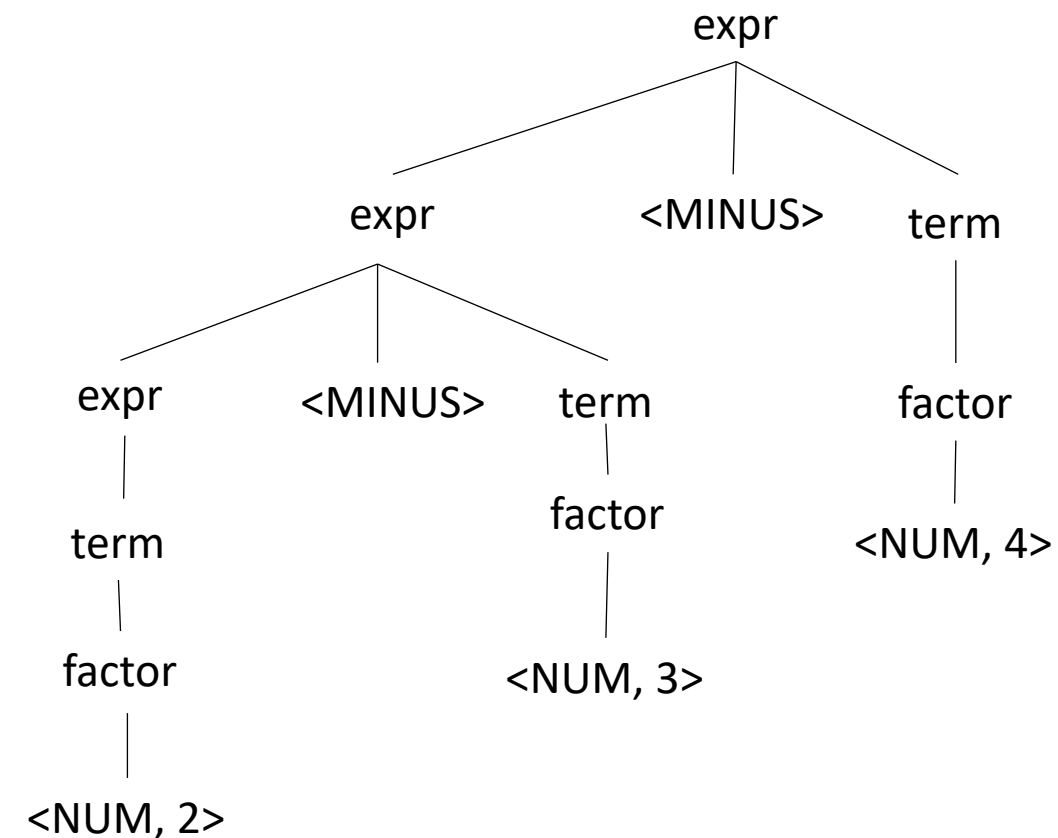 expr
expr <MINUS> term
expr <MINUS> term factor
factor
term <NUM, 4>
factor <NUM, 3>
<NUM, 2>